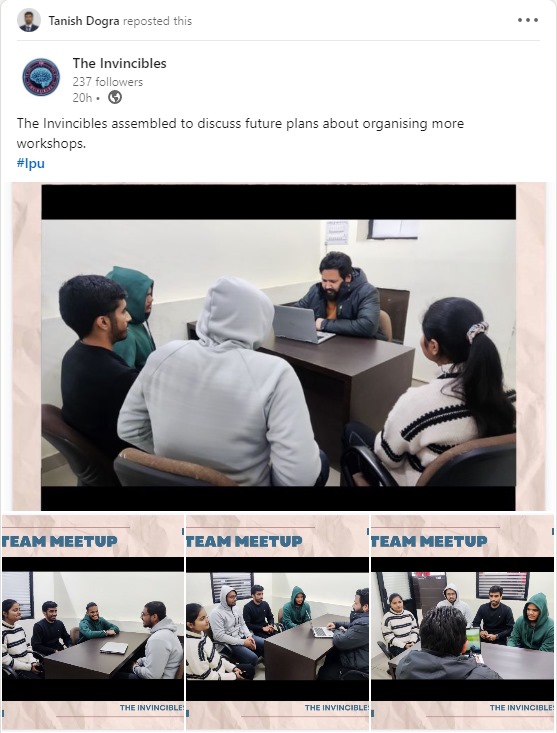 Tanish Dogra reposted this
The Invincibles
237 followers
20h •
The Invincibles assembled to discuss future plans about organising more
workshops.
#lpu
TEAM MEETUP
TEAM MEETUP
TEAM MEETUP
THE INVINCIBLES
THE INVINCIBLES
THE INVINCIBLES